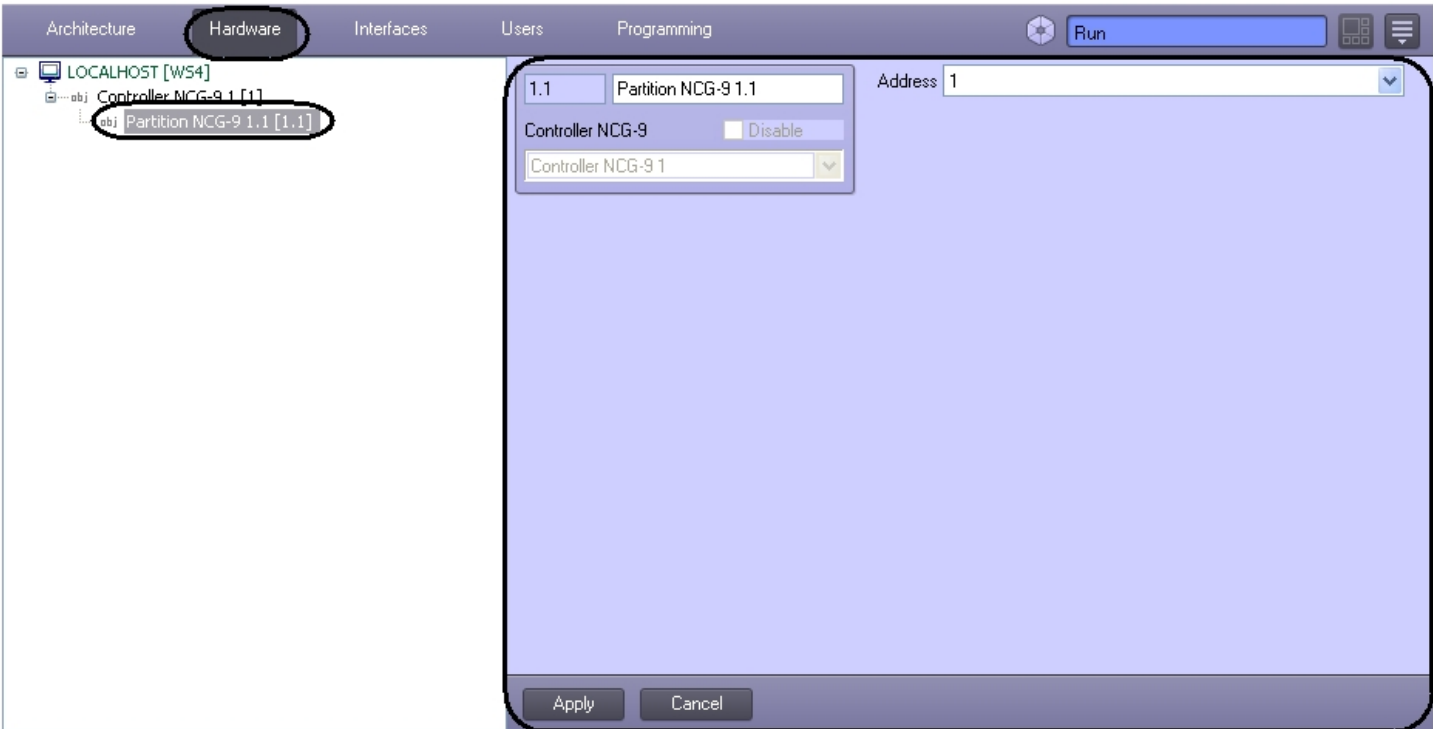 Architecture Hardware Interfaces Users Programming Run
LOCALHOST [WS4]
obj Controller NCG-9 1 [1]
obj Partition NCG-9 1.1 [1.1]
1.1 Partition NCG-9 1.1 Address 1
Controller NCG-9 Disable
Controller NCG-9 1
Apply Cancel